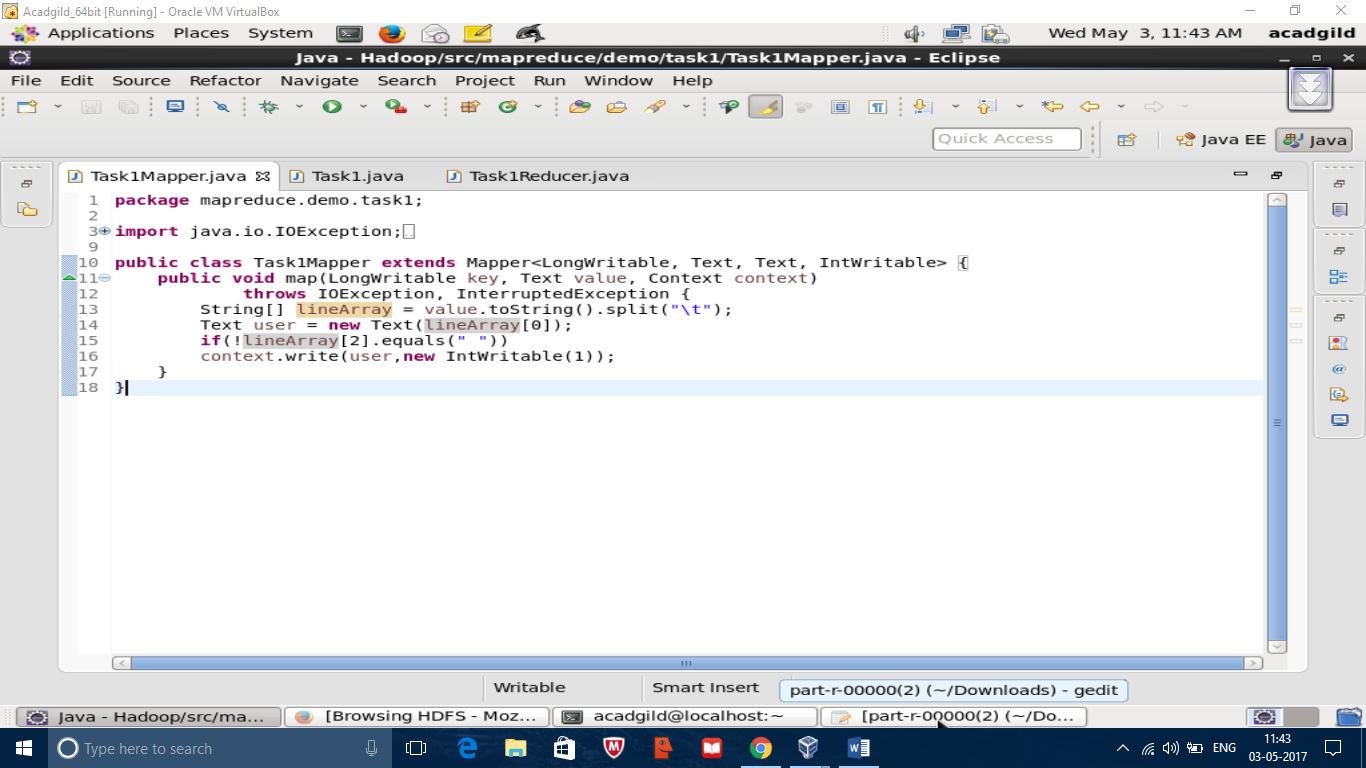 Acadgild_64bit [Running] - Oracle VM VirtualBox
Applications Places System Wed May 3, 11:43 AM acadgild
Java - Hadoop/src/mapreduce/demo/task1/Task1Mapper.java - Eclipse
File Edit Source Refactor Navigate Search Project Run Window Help
Quick Access Java EE Java
Task1Mapper.java Task1.java Task1Reducer.java
1 package mapreduce.demo.task1;
2
3 import java.io.IOException;
9
10 public class Task1Mapper extends Mapper<LongWritable, Text, Text, IntWritable> {
11 public void map(LongWritable key, Text value, Context context)
12 throws IOException, InterruptedException {
13 String[] lineArray = value.toString().split("\t");
14 Text user = new Text(lineArray[0]);
15 if(!lineArray[2].equals(" "))
16 context.write(user,new IntWritable(1));
17 }
18 }
Writable Smart Insert part-r-00000(2) (~/Downloads) - gedit
Java - Hadoop/src/ma... [Browsing HDFS - Moz... acadgild@localhost:~ [part-r-00000(2) (~/Do...
Type here to search ENG 11:43
03-05-2017